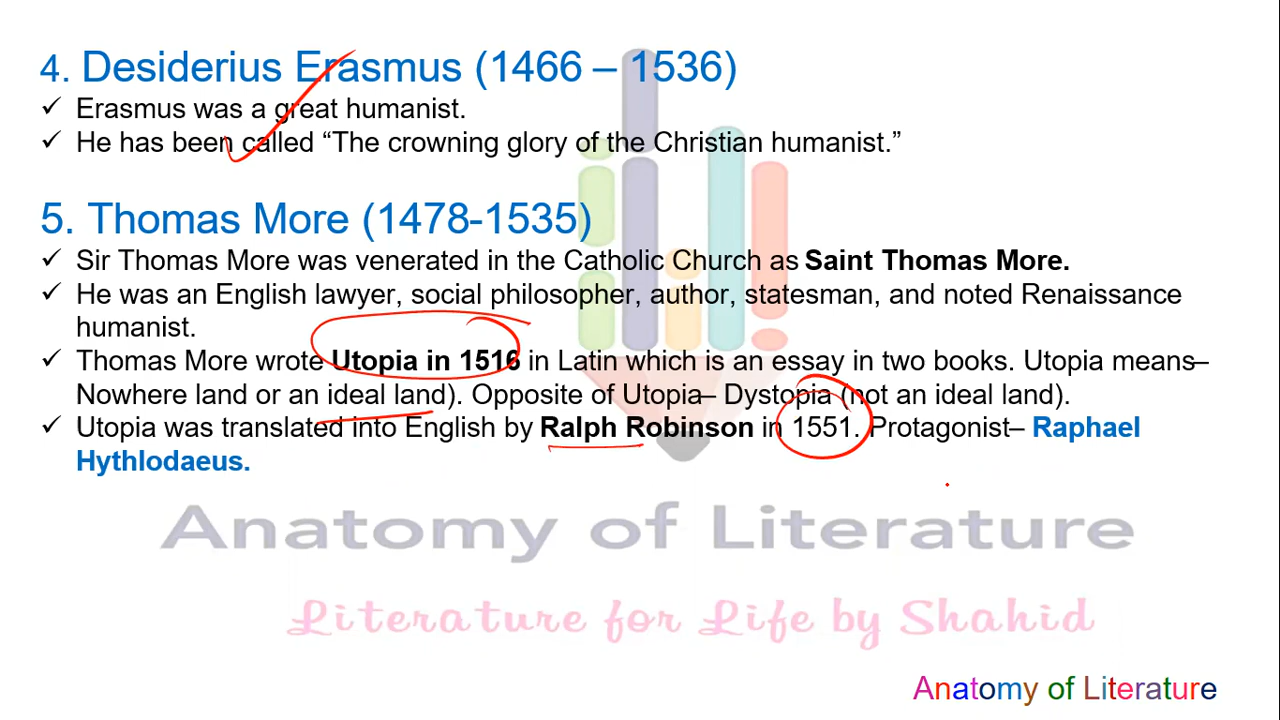 4. Desiderius Erasmus (1466 – 1536)
✓ Erasmus was a great humanist.
✓ He has been called “The crowning glory of the Christian humanist.”
5. Thomas More (1478-1535)
✓ Sir Thomas More was venerated in the Catholic Church as Saint Thomas More.
✓ He was an English lawyer, social philosopher, author, statesman, and noted Renaissance
humanist.
✓ Thomas More wrote Utopia in 1516 in Latin which is an essay in two books. Utopia means–
Nowhere land or an ideal land). Opposite of Utopia– Dystopia (not an ideal land).
✓ Utopia was translated into English by Ralph Robinson in 1551. Protagonist– Raphael
Hythlodaeus.
Anatomy of Literature
Literature for Life by Shahid
Anatomy of Literature